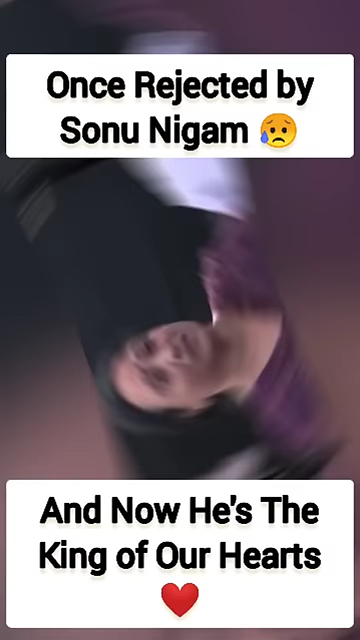 Once Rejected by
Sonu Nigam 😥
And Now He's The
King of Our Hearts
❤️